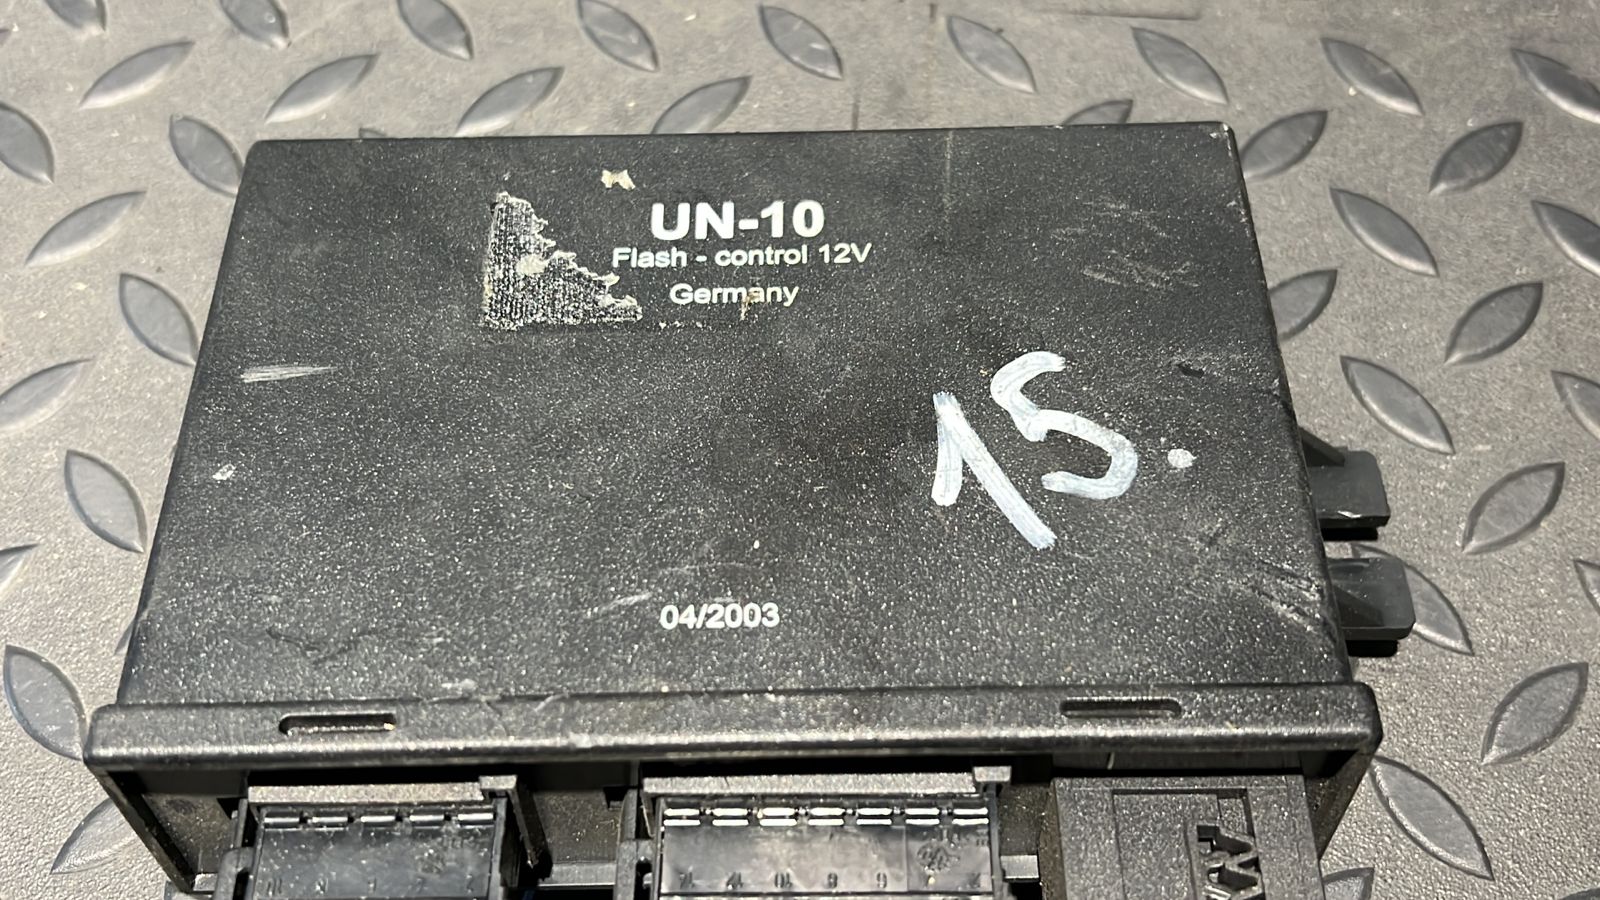 UN-10
Flash - control 12V
Germany
15.
04/2003